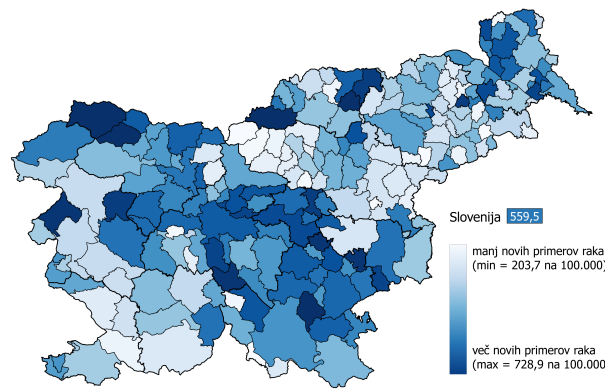 Slovenija 559,5
manj novih primerov raka
(min = 203,7 na 100.000)
več novih primerov raka
(max = 728,9 na 100.000